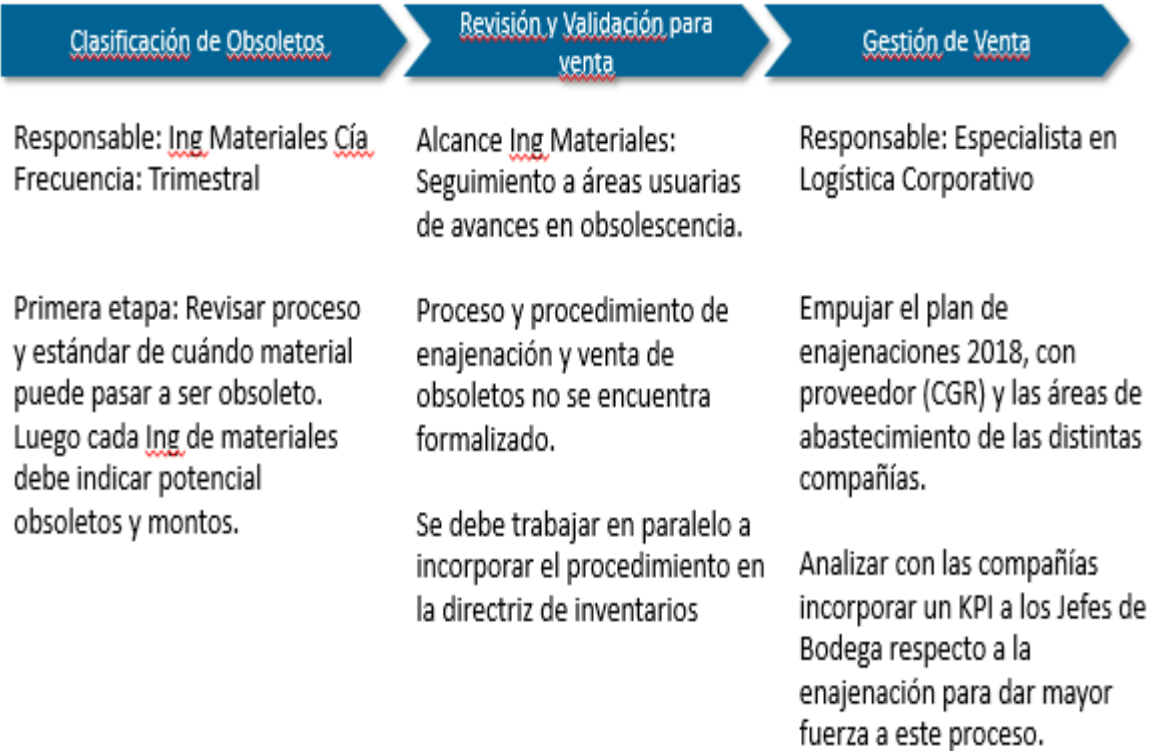 Clasificación de Obsoletos
Revisión y Validación para
venta
Gestión de Venta
Responsable: Ing Materiales Cía
Frecuencia: Trimestral
Primera etapa: Revisar proceso
y estándar de cuándo material
puede pasar a ser obsoleto.
Luego cada Ing de materiales
debe indicar potencial
obsoletos y montos.
Alcance Ing Materiales:
Seguimiento a áreas usuarias
de avances en obsolescencia.
Proceso y procedimiento de
enajenación y venta de
obsoletos no se encuentra
formalizado.
Se debe trabajar en paralelo a
incorporar el procedimiento en
la directriz de inventarios
Responsable: Especialista en
Logística Corporativo
Empujar el plan de
enajenaciones 2018, con
proveedor (CGR) y las áreas de
abastecimiento de las distintas
compañías.
Analizar con las compañías
incorporar un KPI a los Jefes de
Bodega respecto a la
enajenación para dar mayor
fuerza a este proceso.